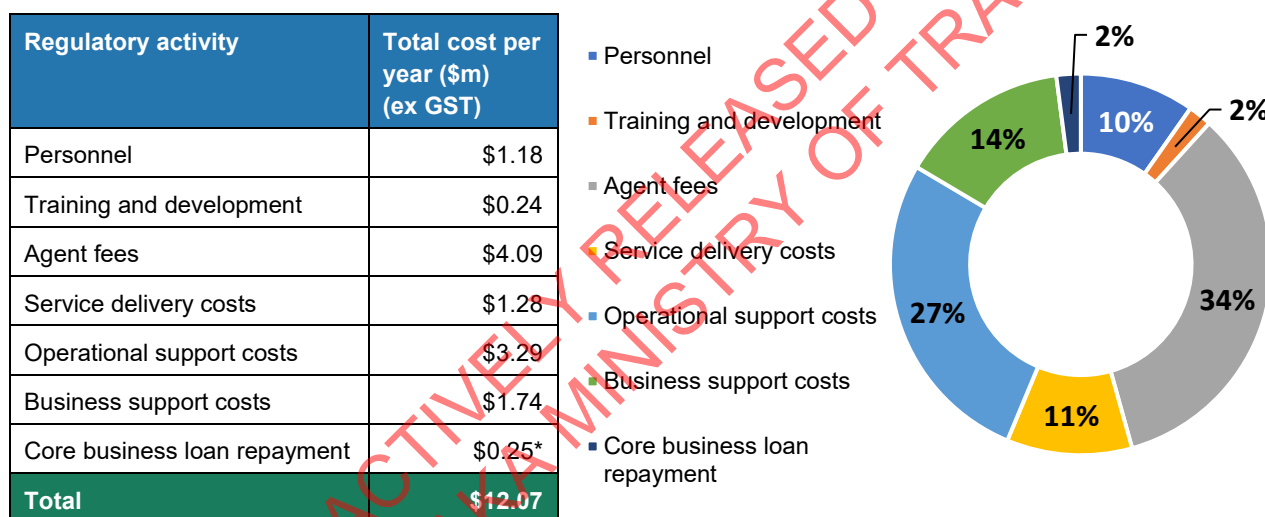 Regulatory activity
Total cost per
year ($m)
(ex GST)
Personnel
$1.18
Training and development
$0.24
Agent fees
$4.09
Service delivery costs
$1.28
Operational support costs
$3.29
Business support costs
$1.74
Core business loan repayment
$0.25*
Total
$12.07
Personnel
Training and development
Agent fees
Service delivery costs
Operational support costs
Business support costs
Core business loan
repayment
2%
10%
2%
14%
34%
27%
11%
ACTIVELY RELEASED
MINISTRY OF TRA